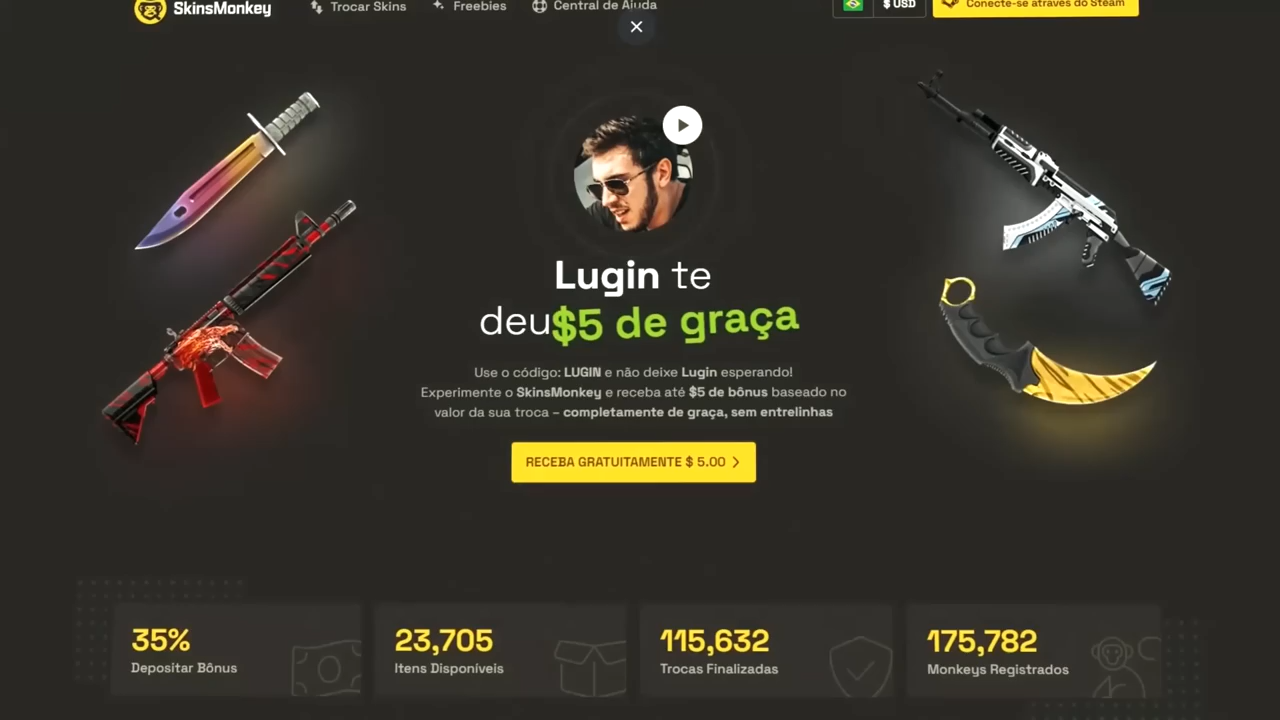 SkinsMonkey
Trocar Skins
Freebies
Central de Ajuda
$ USD
Conecte-se através do Steam
Lugin te
deu$5 de graça
Use o código: LUGIN e não deixe Lugin esperando!
Experimente o SkinsMonkey e receba até $5 de bônus baseado no
valor da sua troca – completamente de graça, sem entrelinhas
RECEBA GRATUITAMENTE $ 5.00
35%
Depositar Bônus
23,705
Itens Disponíveis
115,632
Trocas Finalizadas
175,782
Monkeys Registrados